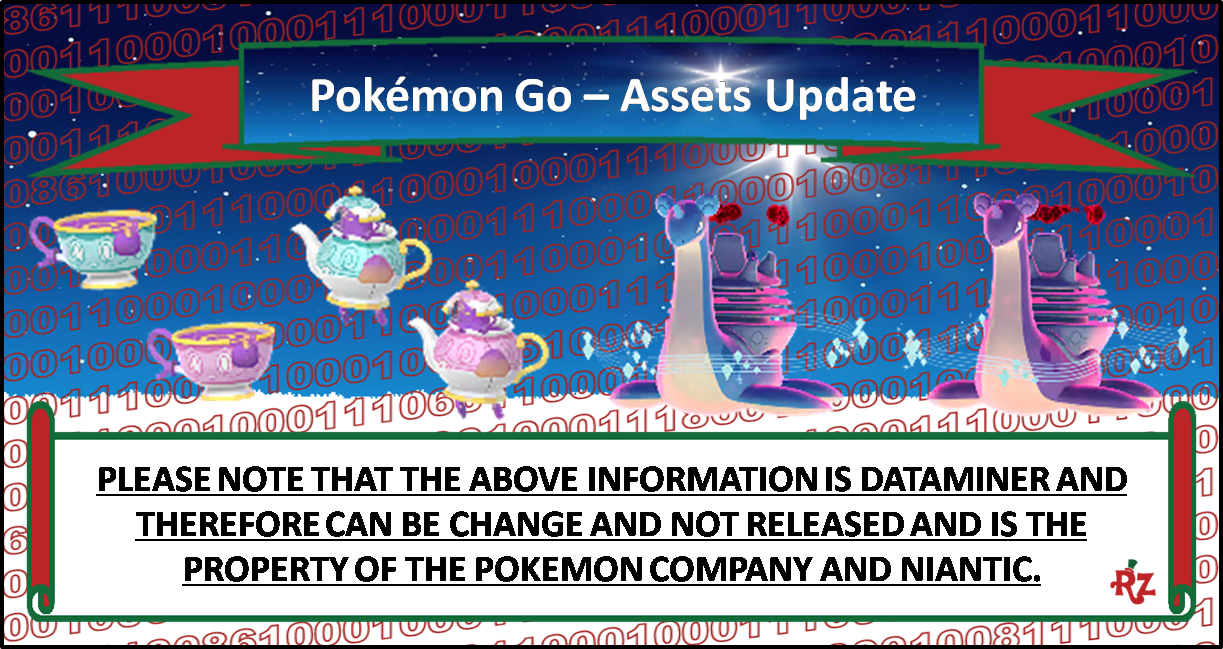 Pokémon Go – Assets Update
PLEASE NOTE THAT THE ABOVE INFORMATION IS DATAMINER AND
THEREFORE CAN BE CHANGE AND NOT RELEASED AND IS THE
PROPERTY OF THE POKEMON COMPANY AND NIANTIC.
RZ